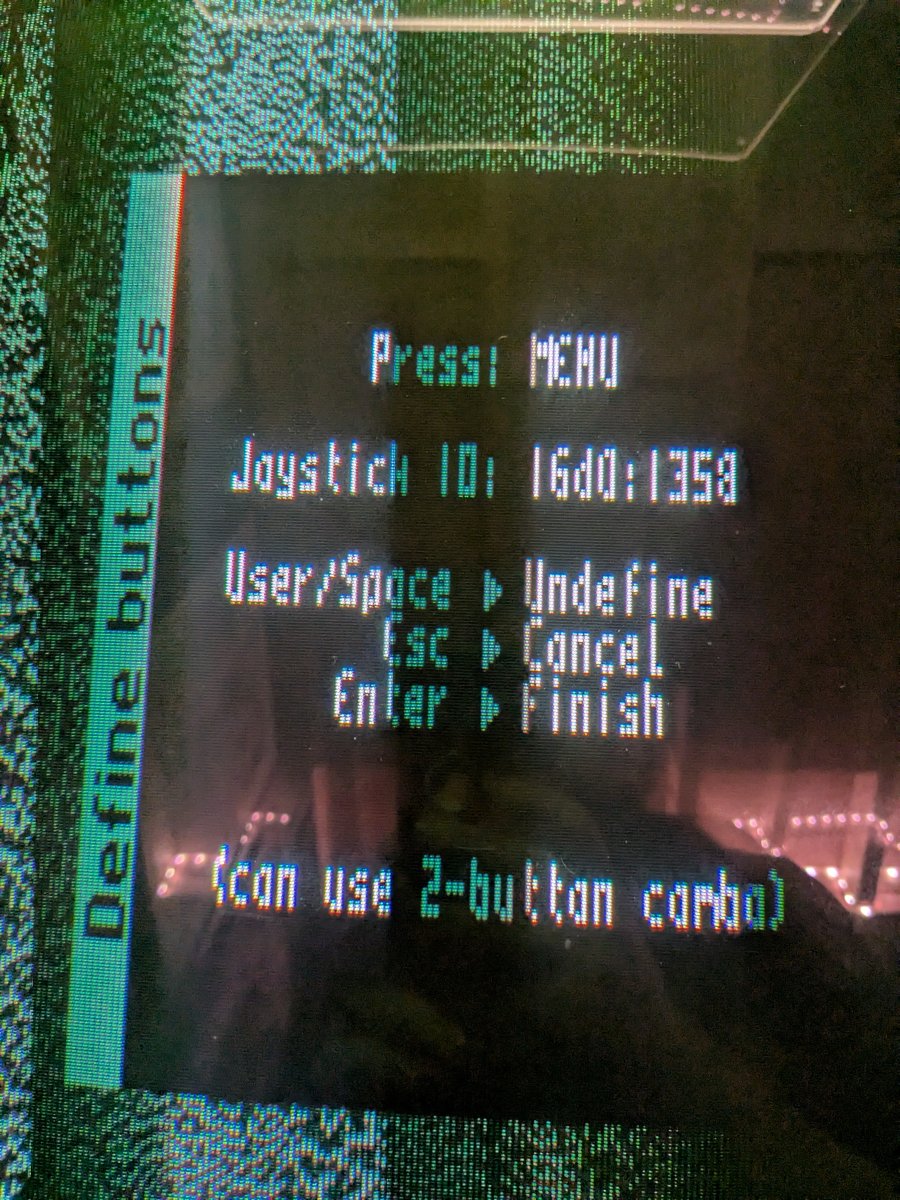 Define buttons
Press: MENU
Joystick ID: 16d0:1358
User/Space ▶ Undefine
Esc ▶ Cancel
Enter ▶ Finish
(can use 2-button combo)